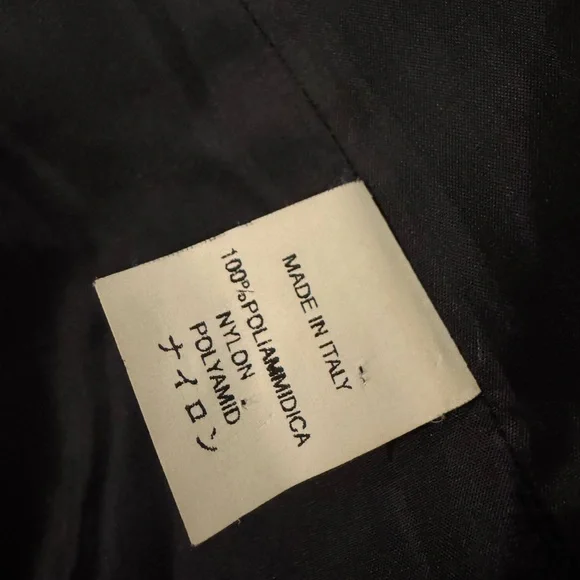 MADE IN ITALY
100%POLIAMMIDICA
NYLON
POLYAMID
ナイロン